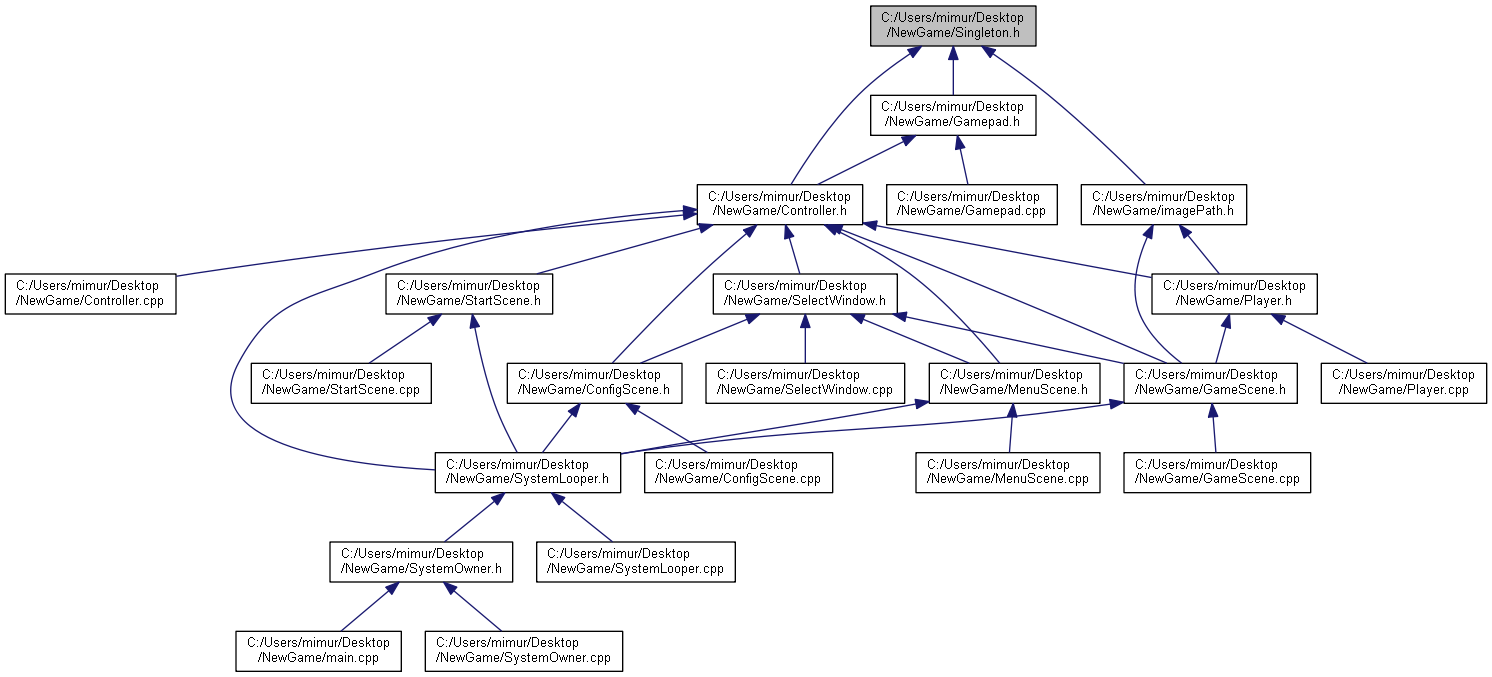 C:/Users/mimur/Desktop
/NewGame/Singleton.h
C:/Users/mimur/Desktop
/NewGame/Gamepad.h
C:/Users/mimur/Desktop
/NewGame/Controller.h
C:/Users/mimur/Desktop
/NewGame/Gamepad.cpp
C:/Users/mimur/Desktop
/NewGame/imagePath.h
C:/Users/mimur/Desktop
/NewGame/Controller.cpp
C:/Users/mimur/Desktop
/NewGame/StartScene.h
C:/Users/mimur/Desktop
/NewGame/SelectWindow.h
C:/Users/mimur/Desktop
/NewGame/Player.h
C:/Users/mimur/Desktop
/NewGame/StartScene.cpp
C:/Users/mimur/Desktop
/NewGame/ConfigScene.h
C:/Users/mimur/Desktop
/NewGame/SelectWindow.cpp
C:/Users/mimur/Desktop
/NewGame/MenuScene.h
C:/Users/mimur/Desktop
/NewGame/GameScene.h
C:/Users/mimur/Desktop
/NewGame/Player.cpp
C:/Users/mimur/Desktop
/NewGame/SystemLooper.h
C:/Users/mimur/Desktop
/NewGame/ConfigScene.cpp
C:/Users/mimur/Desktop
/NewGame/MenuScene.cpp
C:/Users/mimur/Desktop
/NewGame/GameScene.cpp
C:/Users/mimur/Desktop
/NewGame/SystemOwner.h
C:/Users/mimur/Desktop
/NewGame/SystemLooper.cpp
C:/Users/mimur/Desktop
/NewGame/main.cpp
C:/Users/mimur/Desktop
/NewGame/SystemOwner.cpp